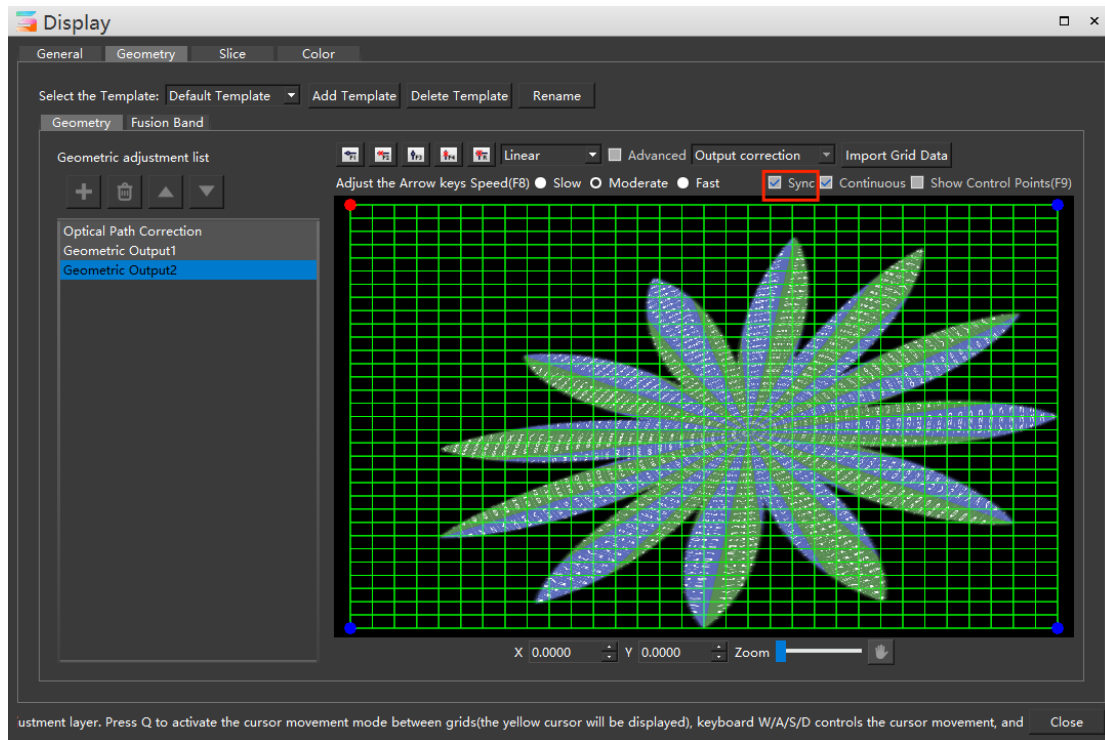 Display
General Geometry Slice Color
Select the Template: Default Template Add Template Delete Template Rename
Geometry Fusion Band
Geometric adjustment list
F1 F2 F3 F4 R Linear Advanced Output correction Import Grid Data
Adjust the Arrow keys Speed(F8) Slow Moderate Fast Sync Continuous Show Control Points(F9)
Optical Path Correction
Geometric Output1
Geometric Output2
X 0.0000 Y 0.0000 Zoom
ustment layer. Press Q to activate the cursor movement mode between grids(the yellow cursor will be displayed), keyboard W/A/S/D controls the cursor movement, and Close